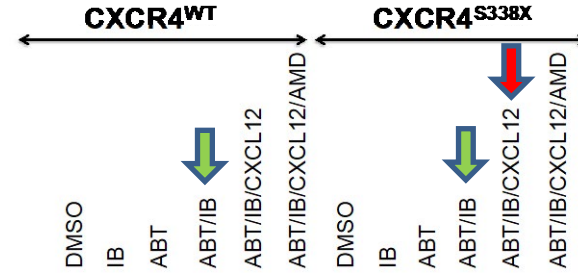 CXCR4WT
CXCR4S338X
DMSO
IB
ABT
ABT/IB
ABT/IB/CXCL12
ABT/IB/CXCL12/AMD
DMSO
IB
ABT
ABT/IB
ABT/IB/CXCL12
ABT/IB/CXCL12/AMD